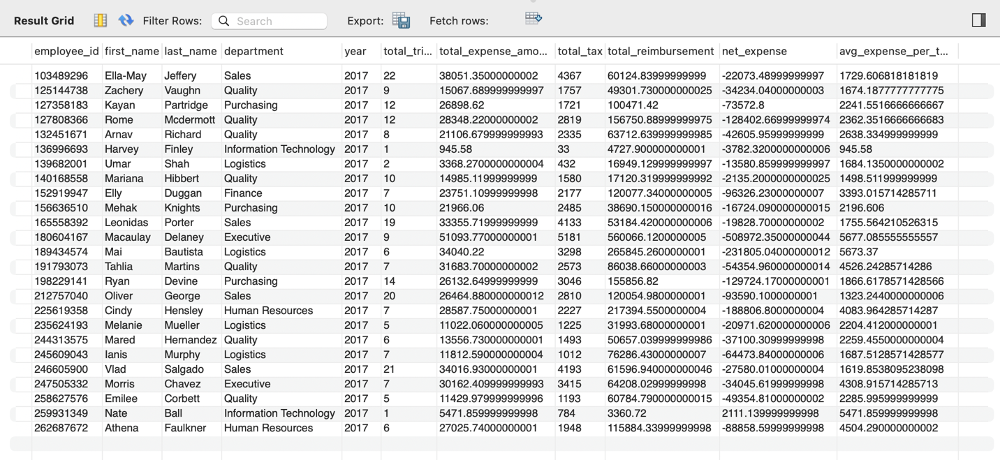 Result Grid Filter Rows: Search Export: Fetch rows:
employee_id first_name last_name department year total_tri... total_expense_amo... total_tax total_reimbursement net_expense avg_expense_per_t...
103489296 Ella-May Jeffery Sales 2017 22 38051.35000000002 4367 60124.83999999999 -22073.48999999997 1729.606818181819
125144738 Zachery Vaughn Quality 2017 9 15067.689999999997 1757 49301.730000000025 -34234.04000000003 1674.1877777777775
127358183 Kayan Partridge Purchasing 2017 12 26898.62 1721 100471.42 -73572.8 2241.5516666666667
127808366 Rome Mcdermott Quality 2017 12 28348.22000000002 2819 156750.88999999975 -128402.66999999974 2362.3516666666683
132451671 Arnav Richard Quality 2017 8 21106.679999999993 2335 63712.639999999985 -42605.95999999999 2638.334999999999
136996693 Harvey Finley Information Technology 2017 1 945.58 33 4727.900000000001 -3782.3200000000006 945.58
139682001 Umar Shah Logistics 2017 2 3368.2700000000004 432 16949.129999999997 -13580.859999999997 1684.1350000000002
140168558 Mariana Hibbert Quality 2017 10 14985.11999999999 1580 17120.319999999992 -2135.2000000000025 1498.511999999999
152919947 Elly Duggan Finance 2017 7 23751.10999999998 2177 120077.34000000005 -96326.23000000007 3393.015714285711
156636510 Mehak Knights Purchasing 2017 10 21966.06 2485 38690.150000000016 -16724.090000000015 2196.606
165558392 Leonidas Porter Sales 2017 19 33355.71999999999 4133 53184.420000000006 -19828.70000000002 1755.564210526315
180604167 Macaulay Delaney Executive 2017 9 51093.77000000001 5181 560066.1200000005 -508972.35000000044 5677.085555555557
189434574 Mai Bautista Logistics 2017 6 34040.22 3298 265845.2600000001 -231805.04000000012 5673.37
191793073 Tahlia Martins Quality 2017 7 31683.70000000002 2573 86038.66000000003 -54354.960000000014 4526.24285714286
198229141 Ryan Devine Purchasing 2017 14 26132.64999999999 3046 155856.82 -129724.17000000001 1866.6178571428566
212757040 Oliver George Sales 2017 20 26464.880000000012 2810 120054.9800000001 -93590.1000000001 1323.2440000000006
225619358 Cindy Hensley Human Resources 2017 7 28587.75000000001 2227 217394.5500000004 -188806.8000000004 4083.964285714287
235624193 Melanie Mueller Logistics 2017 5 11022.060000000005 1225 31993.68000000001 -20971.620000000006 2204.412000000001
244313575 Mared Hernandez Quality 2017 6 13556.730000000001 1493 50657.039999999986 -37100.30999999998 2259.4550000000004
245609043 Ianis Murphy Logistics 2017 7 11812.590000000004 1012 76286.43000000007 -64473.84000000006 1687.5128571428577
246605900 Vlad Salgado Sales 2017 21 34016.93000000001 4193 61596.940000000046 -27580.01000000004 1619.8538095238098
247505332 Morris Chavez Executive 2017 7 30162.409999999993 3415 64208.02999999998 -34045.61999999998 4308.915714285713
258627576 Emilee Corbett Quality 2017 5 11429.979999999996 1193 60784.790000000015 -49354.81000000002 2285.995999999999
259931349 Nate Ball Information Technology 2017 1 5471.859999999998 784 3360.72 2111.139999999998 5471.859999999998
262687672 Athena Faulkner Human Resources 2017 6 27025.74000000001 1948 115884.33999999998 -88858.59999999998 4504.290000000002